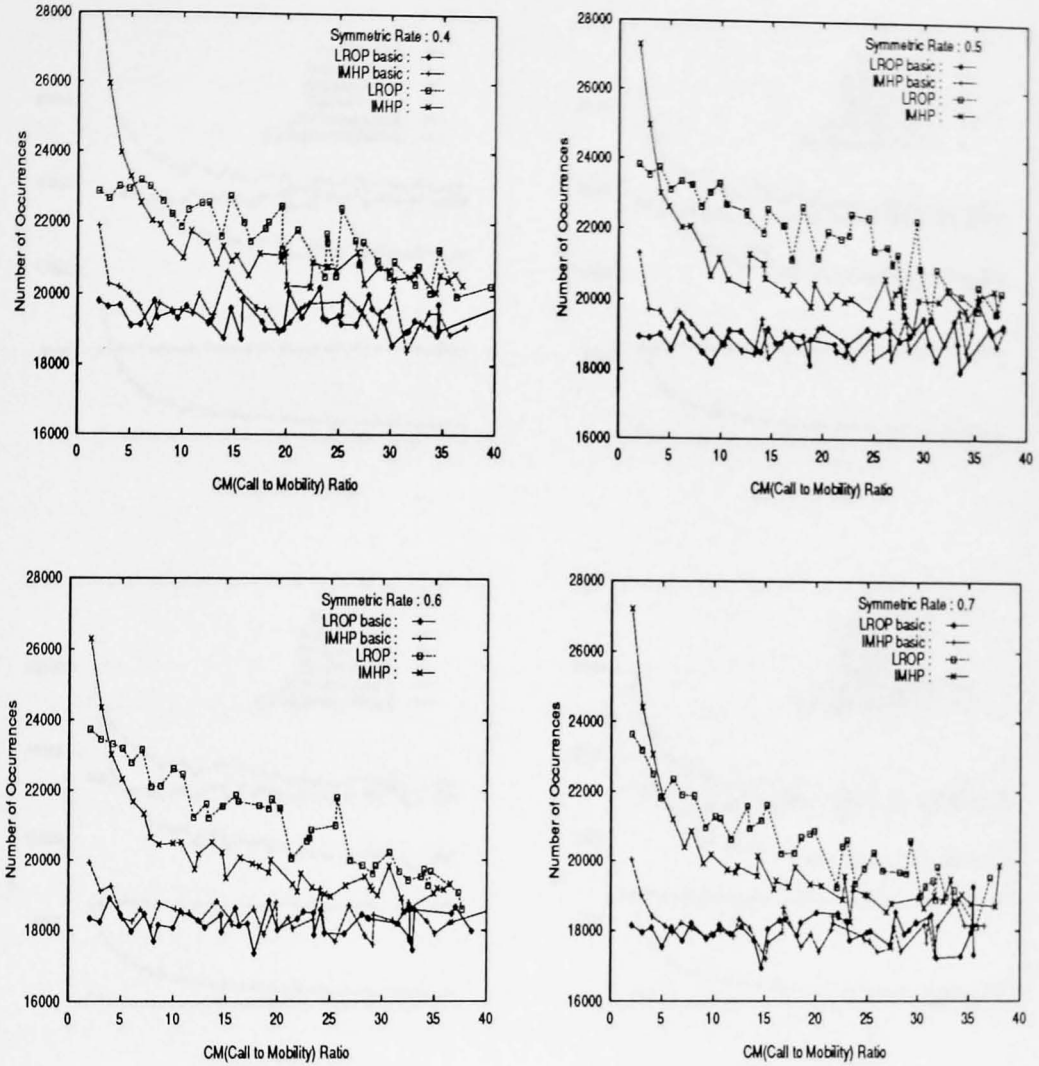 28000
26000
24000
22000
20000
18000
16000
0 5 10 15 20 25 30 35 40
Number of Occurrences
CM(Call to Mobility) Ratio
Symmetric Rate : 0.4
LROP basic :
IMHP basic :
LROP :
IMHP :
28000
26000
24000
22000
20000
18000
16000
0 5 10 15 20 25 30 35 40
Number of Occurrences
CM(Call to Mobility) Ratio
Symmetric Rate : 0.5
LROP basic :
IMHP basic :
LROP :
IMHP :
28000
26000
24000
22000
20000
18000
16000
0 5 10 15 20 25 30 35 40
Number of Occurrences
CM(Call to Mobility) Ratio
Symmetric Rate : 0.6
LROP basic :
IMHP basic :
LROP :
IMHP :
28000
26000
24000
22000
20000
18000
16000
0 5 10 15 20 25 30 35 40
Number of Occurrences
CM(Call to Mobility) Ratio
Symmetric Rate : 0.7
LROP basic :
IMHP basic :
LROP :
IMHP :